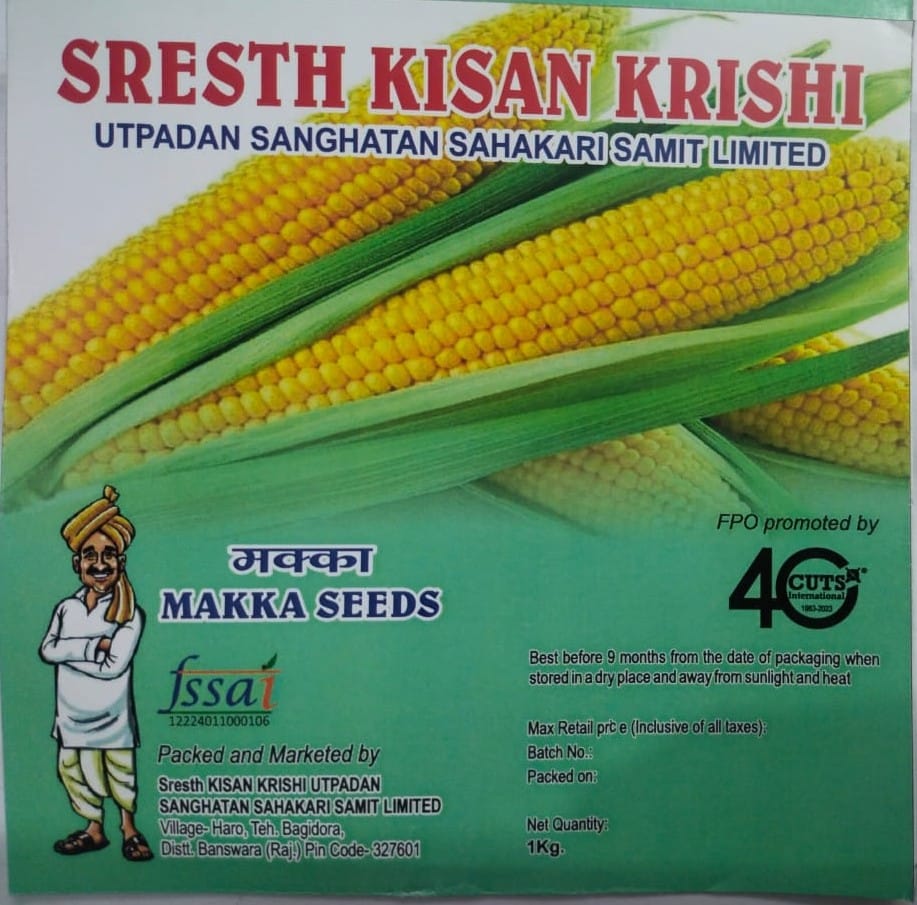 SRESTH KISAN KRISHI
UTPADAN SANGHATAN SAHAKARI SAMIT LIMITED
FPO promoted by
40
CUTS®
International
1983-2023
मक्का
MAKKA SEEDS
fssai
12224011000106
Packed and Marketed by
Sresth KISAN KRISHI UTPADAN
SANGHATAN SAHAKARI SAMIT LIMITED
Village- Haro, Teh. Bagidora,
Distt. Banswara (Raj.) Pin Code- 327601
Best before 9 months from the date of packaging when
stored in a dry place and away from sunlight and heat
Max Retail prc e (Inclusive of all taxes):
Batch No.:
Packed on:
Net Quantity:
1Kg.